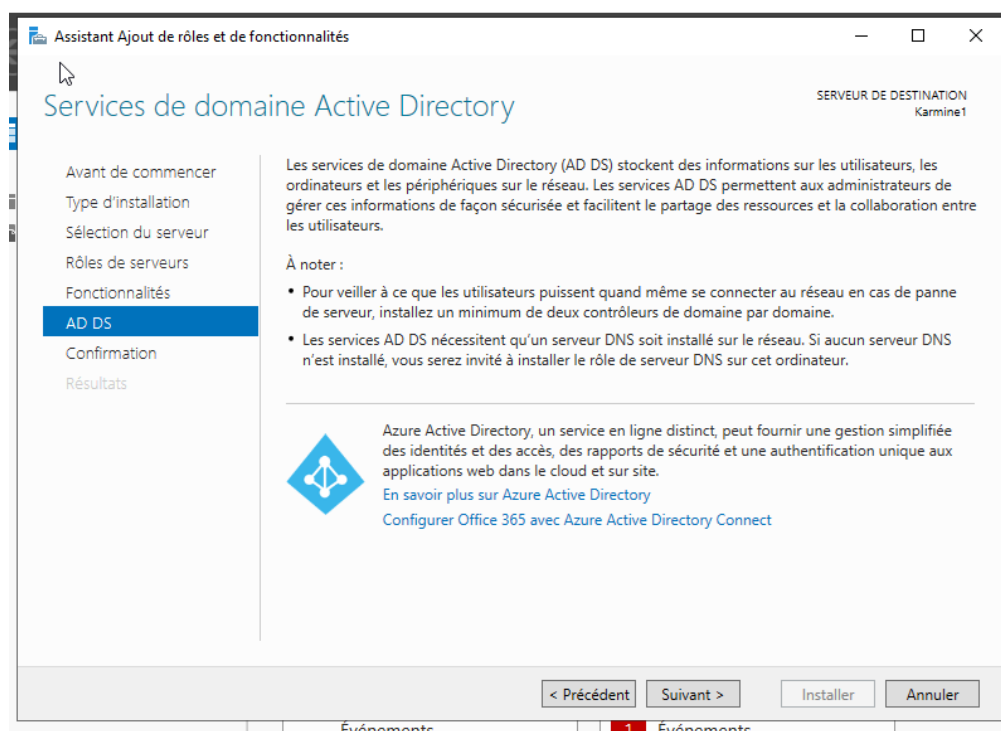 Assistant Ajout de rôles et de fonctionnalités
Services de domaine Active Directory
SERVEUR DE DESTINATION
Karmine1
Avant de commencer
Type d'installation
Sélection du serveur
Rôles de serveurs
Fonctionnalités
AD DS
Confirmation
Résultats
Les services de domaine Active Directory (AD DS) stockent des informations sur les utilisateurs, les
ordinateurs et les périphériques sur le réseau. Les services AD DS permettent aux administrateurs de
gérer ces informations de façon sécurisée et facilitent le partage des ressources et la collaboration entre
les utilisateurs.
À noter :
• Pour veiller à ce que les utilisateurs puissent quand même se connecter au réseau en cas de panne
de serveur, installez un minimum de deux contrôleurs de domaine par domaine.
• Les services AD DS nécessitent qu'un serveur DNS soit installé sur le réseau. Si aucun serveur DNS
n'est installé, vous serez invité à installer le rôle de serveur DNS sur cet ordinateur.
Azure Active Directory, un service en ligne distinct, peut fournir une gestion simplifiée
des identités et des accès, des rapports de sécurité et une authentification unique aux
applications web dans le cloud et sur site.
En savoir plus sur Azure Active Directory
Configurer Office 365 avec Azure Active Directory Connect
< Précédent
Suivant >
Installer
Annuler
Événements
1 Événements